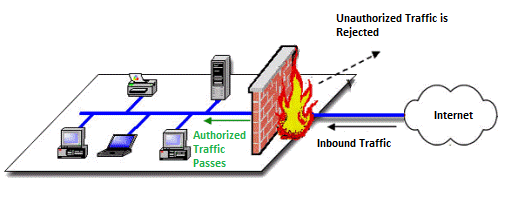 Unauthorized Traffic is
Rejected
Internet
Inbound Traffic
Authorized
Traffic
Passes